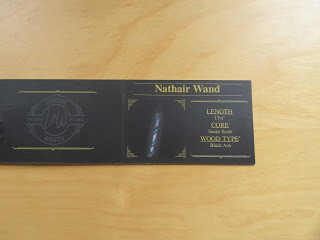 Nathair Wand
LENGTH
13½"
CORE
Snake Scale
WOOD TYPE
Black Ash